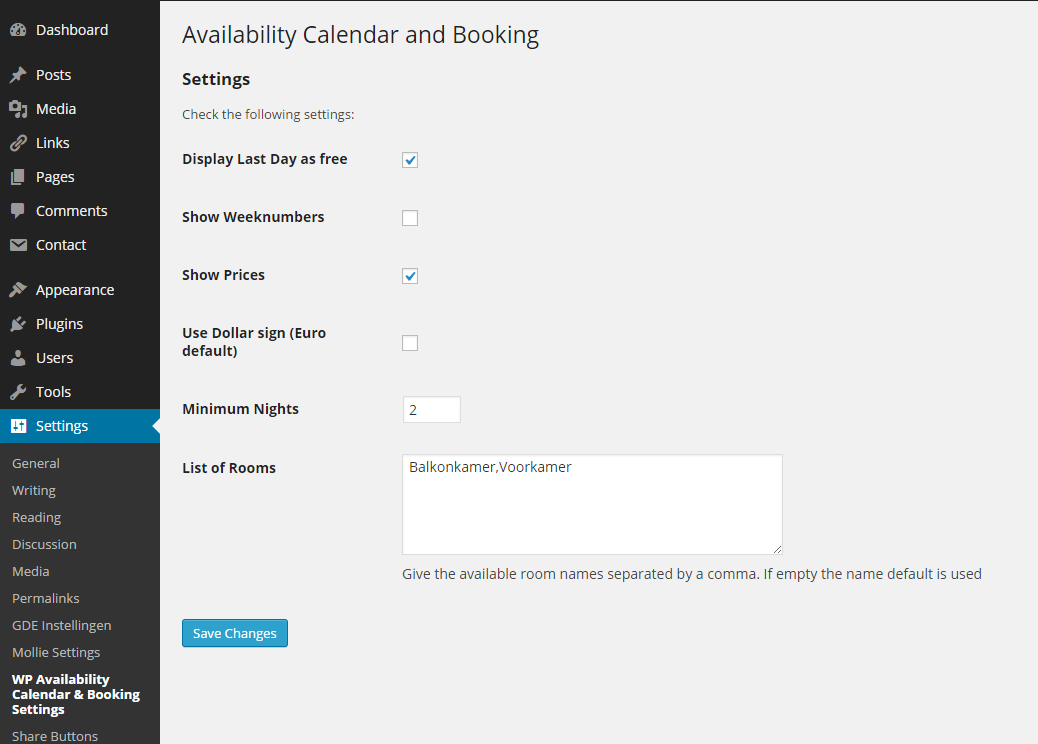 Dashboard
Posts
Media
Links
Pages
Comments
Contact
Appearance
Plugins
Users
Tools
Settings
General
Writing
Reading
Discussion
Media
Permalinks
GDE Instellingen
Mollie Settings
WP Availability
Calendar & Booking
Settings
Share Buttons
Availability Calendar and Booking
Settings
Check the following settings:
Display Last Day as free
Show Weeknumbers
Show Prices
Use Dollar sign (Euro
default)
Minimum Nights
2
List of Rooms
Balkonkamer,Voorkamer
Give the available room names separated by a comma. If empty the name default is used
Save Changes